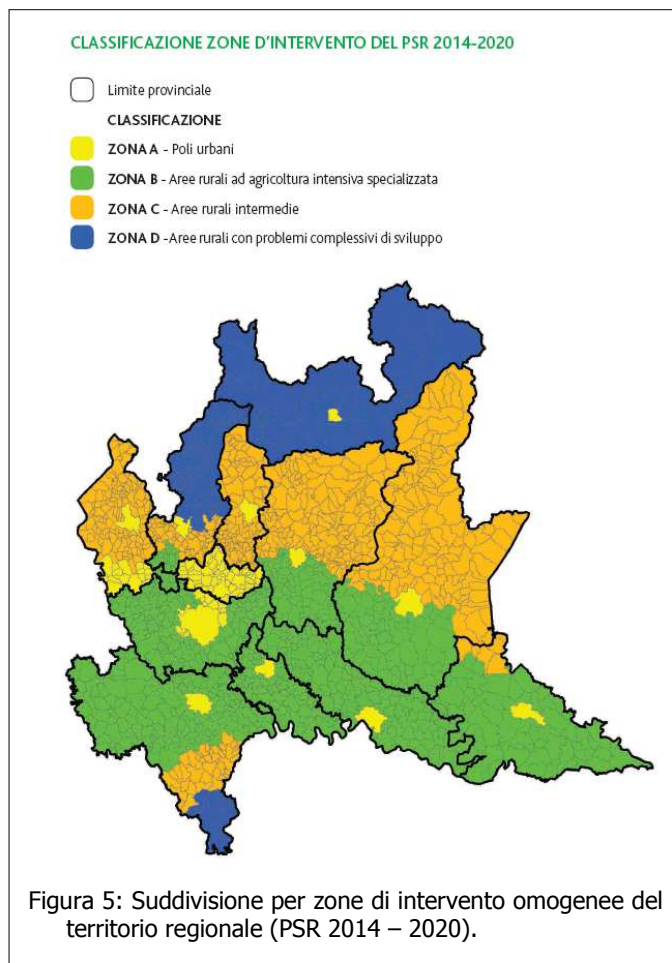 CLASSIFICAZIONE ZONE D'INTERVENTO DEL PSR 2014-2020
Limite provinciale
CLASSIFICAZIONE
ZONA A - Poli urbani
ZONA B - Aree rurali ad agricoltura intensiva specializzata
ZONA C - Aree rurali intermedie
ZONA D - Aree rurali con problemi complessivi di sviluppo
Figura 5: Suddivisione per zone di intervento omogenee del
territorio regionale (PSR 2014 – 2020).